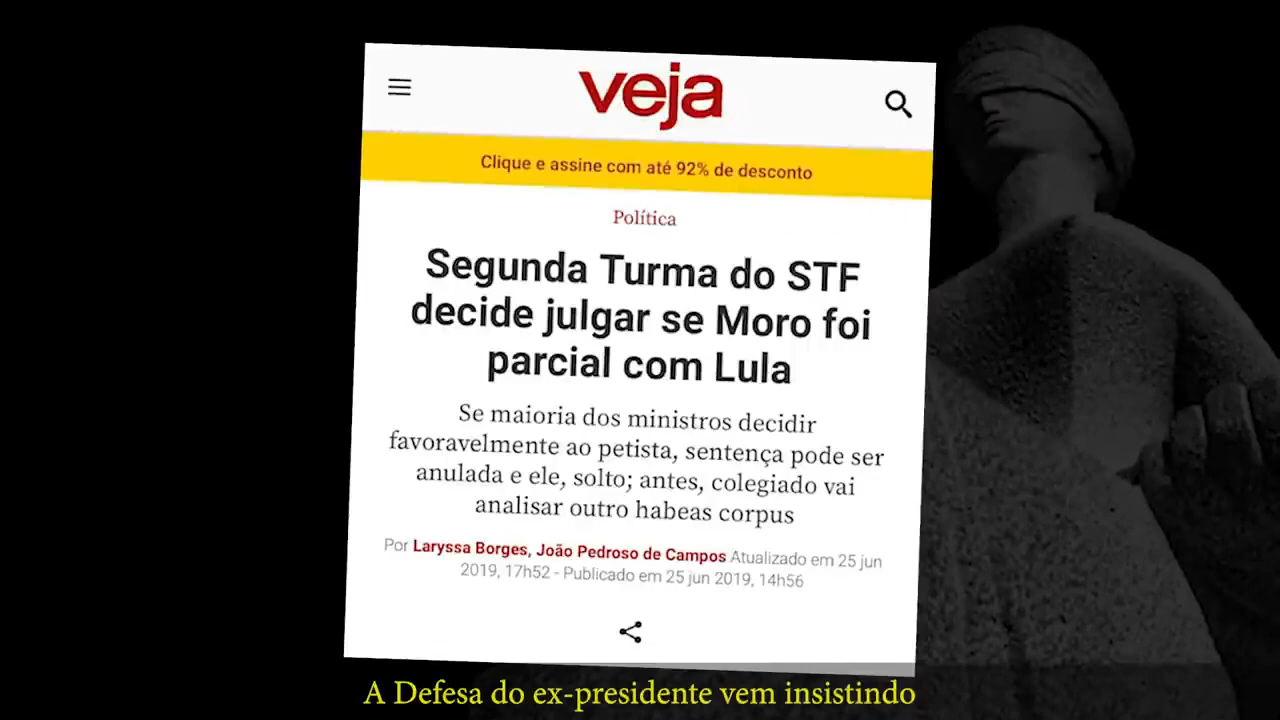 veja
Clique e assine com até 92% de desconto
Política
Segunda Turma do STF
decide julgar se Moro foi
parcial com Lula
Se maioria dos ministros decidir
favoravelmente ao petista, sentença pode ser
anulada e ele, solto; antes, colegiado vai
analisar outro habeas corpus
Por Laryssa Borges, João Pedroso de Campos Atualizado em 25 jun
2019, 17h52 - Publicado em 25 jun 2019, 14h56
A Defesa do ex-presidente vem insistindo